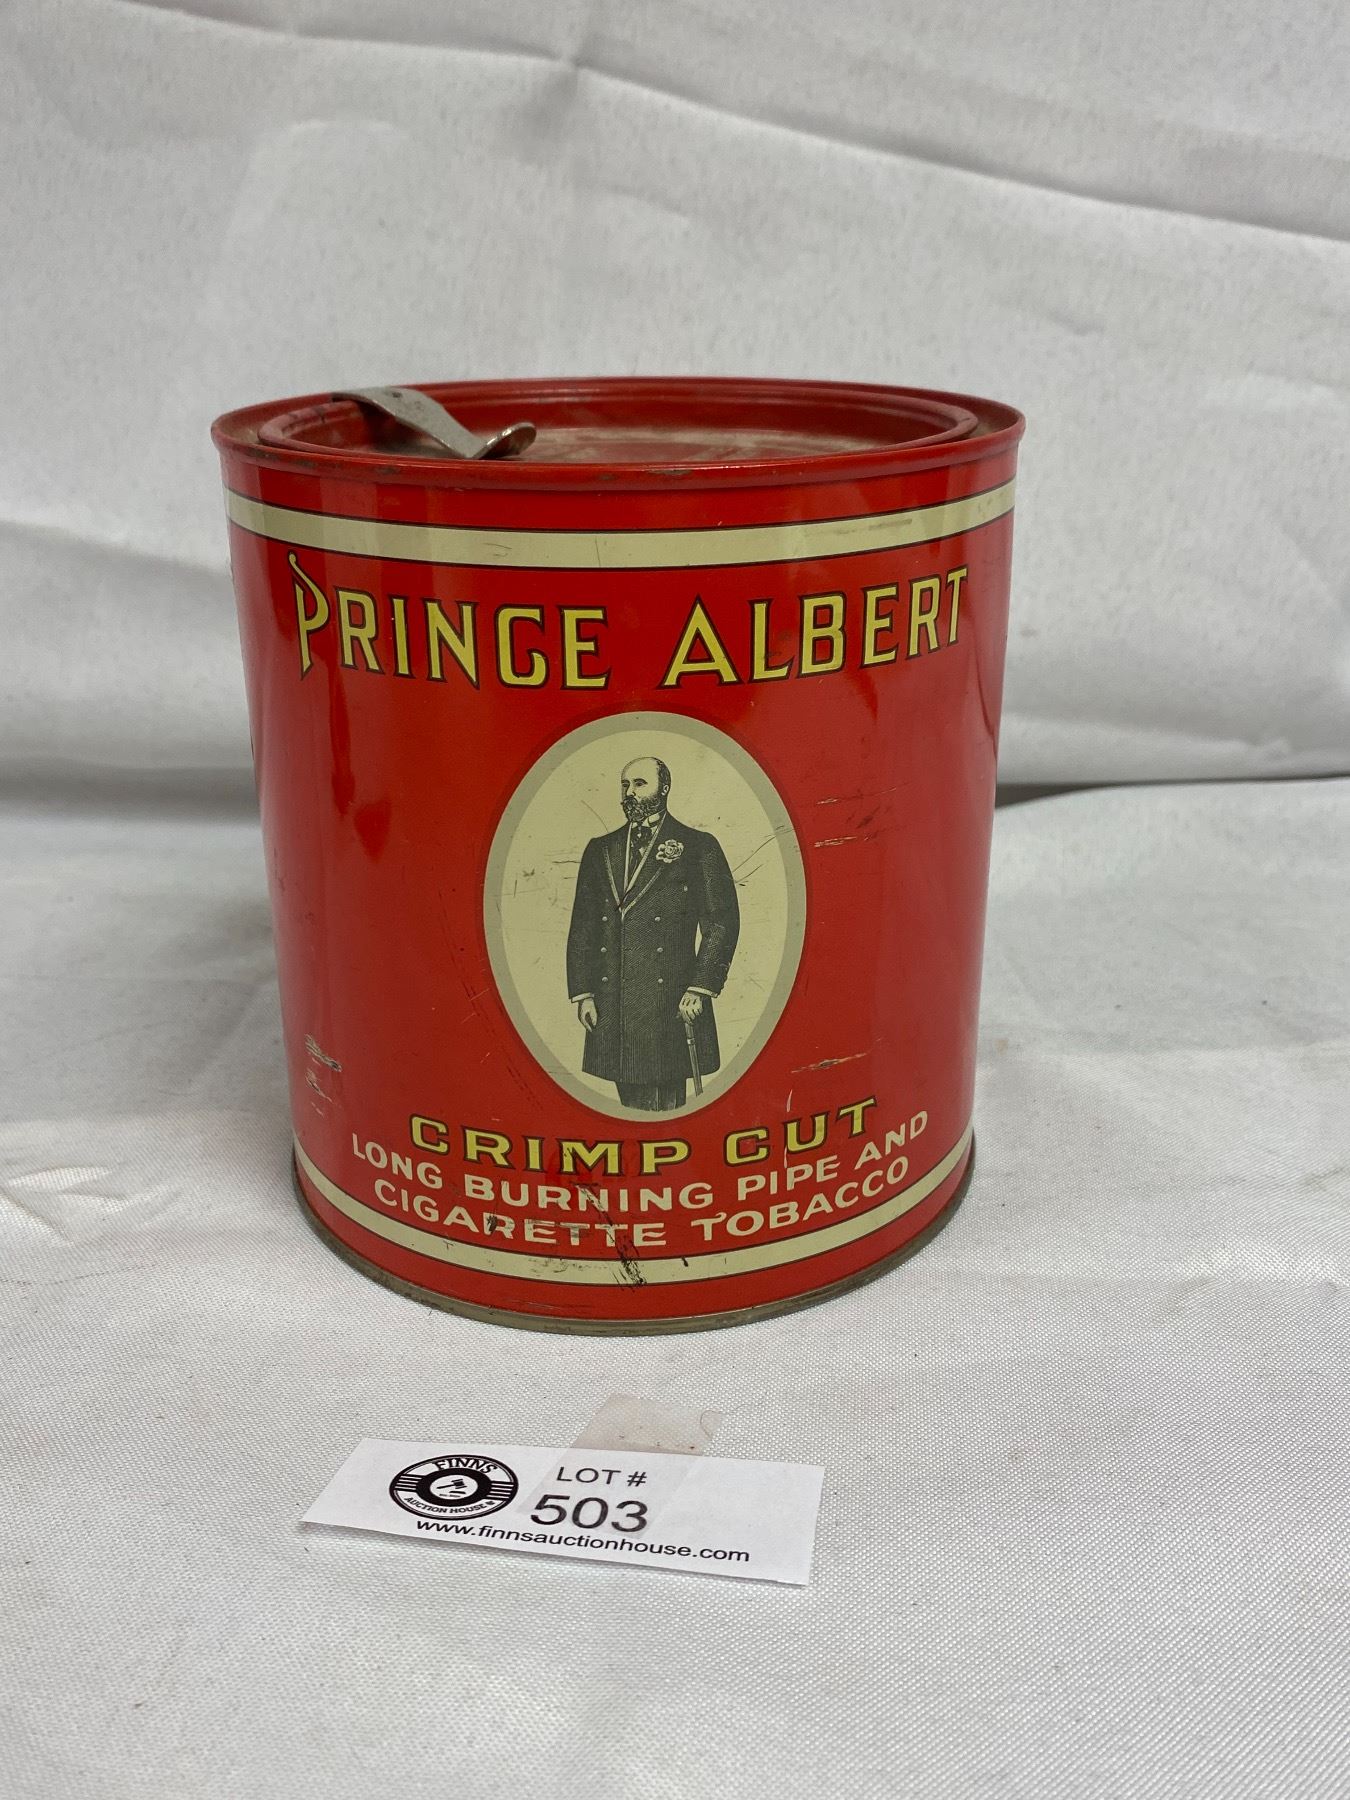 PRINCE ALBERT
CRIMP CUT
LONG BURNING PIPE AND
CIGARETTE TOBACCO
FINNS
AUCTION HOUSE
LOT #
503
www.finnsauctionhouse.com